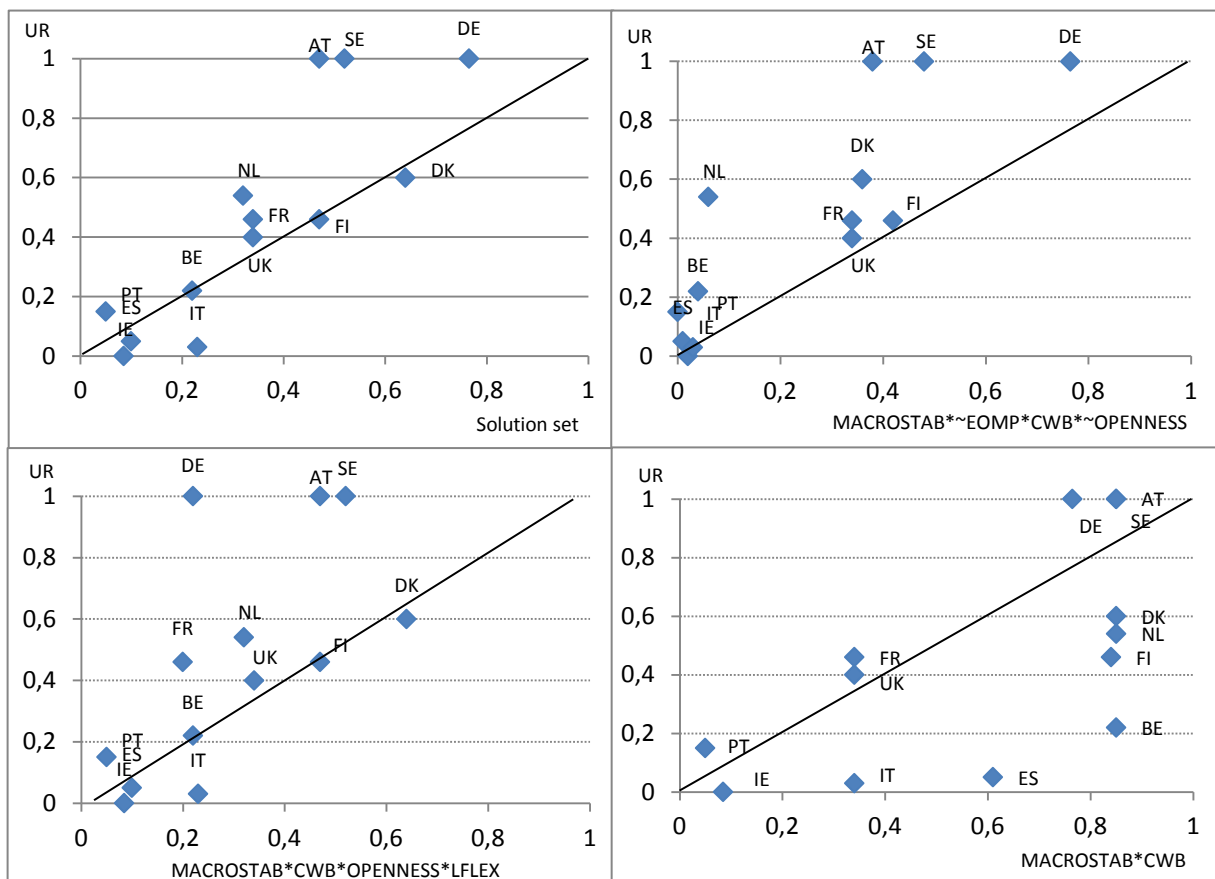 UR
AT SE DE
1
0,8
NL
0,6
DK
FR
FI
0,4
BE
UK
0,2
PT
ES
IT
IE
0
0 0,2 0,4 0,6 0,8 1
Solution set
UR
AT SE DE
1
0,8
DK
NL
0,6
FR
FI
0,4
BE
UK
0,2
PT
ES
IT
IE
0
0 0,2 0,4 0,6 0,8 1
MACROSTAB*~EOMP*CWB*~OPENNESS
UR
DE AT SE
1
0,8
DK
NL
0,6
FR
UK
FI
0,4
BE
0,2
PT
ES
IT
IE
0
0 0,2 0,4 0,6 0,8 1
MACROSTAB*CWB*OPENNESS*LFLEX
UR
1
AT
DE SE
0,8
DK
0,6
NL
FR
FI
0,4
UK
BE
0,2
PT
IE
IT
ES
0
0 0,2 0,4 0,6 0,8 1
MACROSTAB*CWB